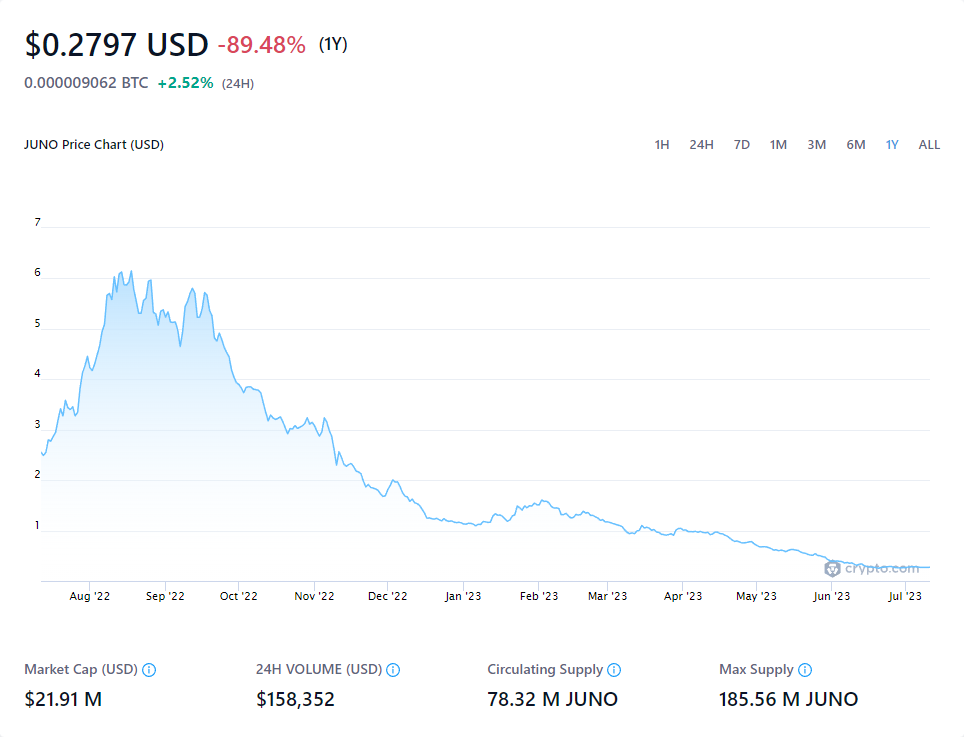 $0.2797 USD -89.48% (1Y)
0.000009062 BTC +2.52% (24H)
JUNO Price Chart (USD) 1H 24H 7D 1M 3M 6M 1Y ALL
7
6
5
4
3
2
1
crypto.com
Aug '22 Sep '22 Oct '22 Nov '22 Dec '22 Jan '23 Feb '23 Mar '23 Apr '23 May '23 Jun '23 Jul '23
Market Cap (USD) 24H VOLUME (USD) Circulating Supply Max Supply
$21.91 M $158,352 78.32 M JUNO 185.56 M JUNO